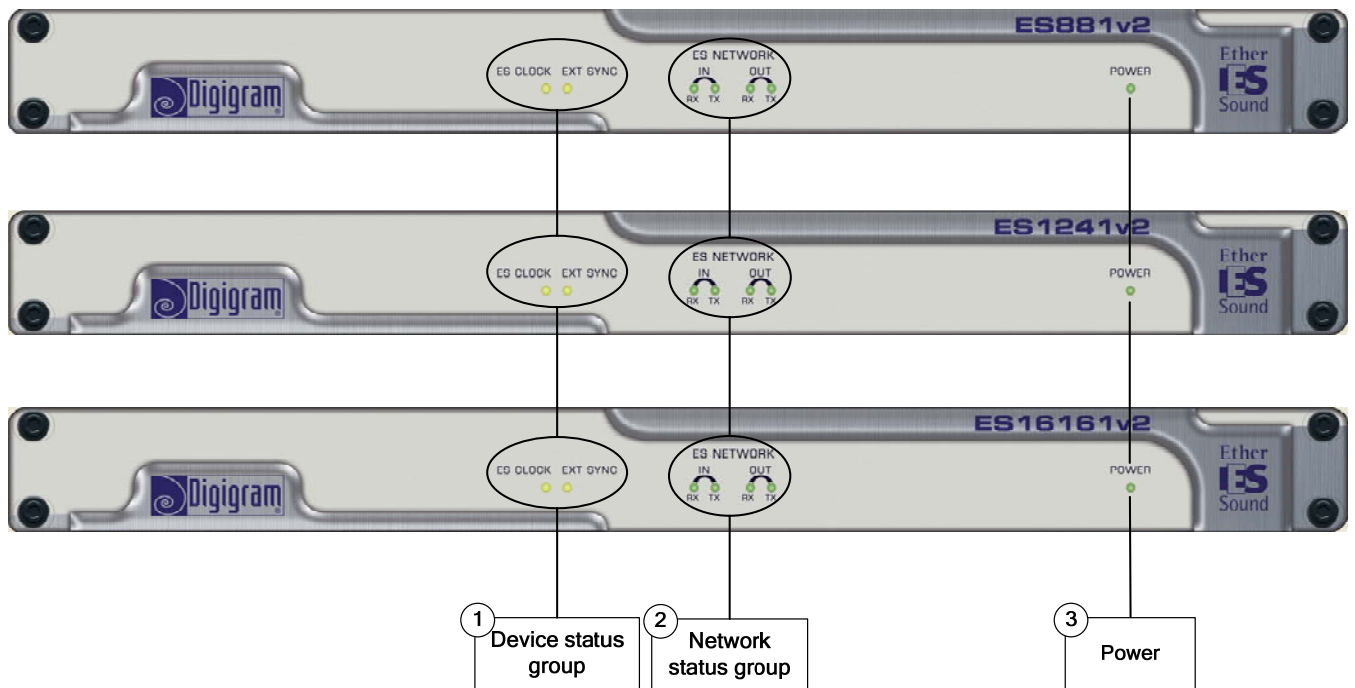 ES881v2
ES CLOCK EXT SYNC
ES NETWORK
IN OUT
RX TX RX TX
POWER
Ether
ES
Sound
Digigram
ES1241v2
ES CLOCK EXT SYNC
ES NETWORK
IN OUT
RX TX RX TX
POWER
Ether
ES
Sound
Digigram
ES16161v2
ES CLOCK EXT SYNC
ES NETWORK
IN OUT
RX TX RX TX
POWER
Ether
ES
Sound
Digigram
1
Device status
group
2
Network
status group
3
Power